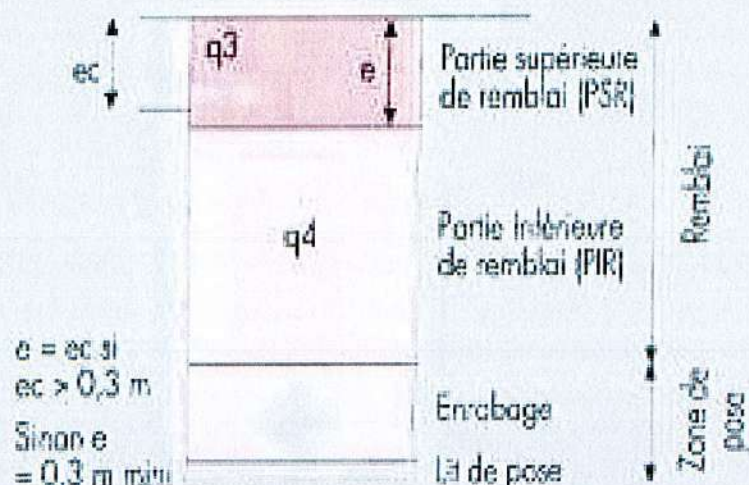 ec
q3
e
Partie supérieure
de remblai (PSR)
Remblai
q4
Partie Inférieure
de remblai (PIR)
e = ec si
ec > 0,3 m
Sinon e
= 0,3 m mini
Enrobage
Lit de pose
Zone de
pose